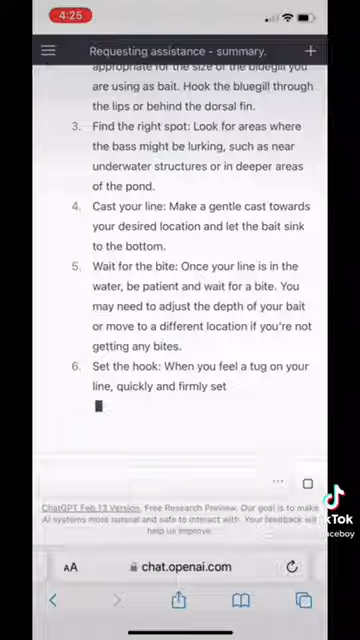 4:25
Requesting assistance - summary.
appropriate for the size of the bluegill you
are using as bait. Hook the bluegill through
the lips or behind the dorsal fin.
3. Find the right spot: Look for areas where
the bass might be lurking, such as near
underwater structures or in deeper areas
of the pond.
4. Cast your line: Make a gentle cast towards
your desired location and let the bait sink
to the bottom.
5. Wait for the bite: Once your line is in the
water, be patient and wait for a bite. You
may need to adjust the depth of your bait
or move to a different location if you're not
getting any bites.
6. Set the hook: When you feel a tug on your
line, quickly and firmly set
ChatGPT Feb 13 Version. Free Research Preview. Our goal is to make
AI systems more natural and safe to interact with. Your feedback will
help us improve.
kTok
aceboy
AA chat.openai.com